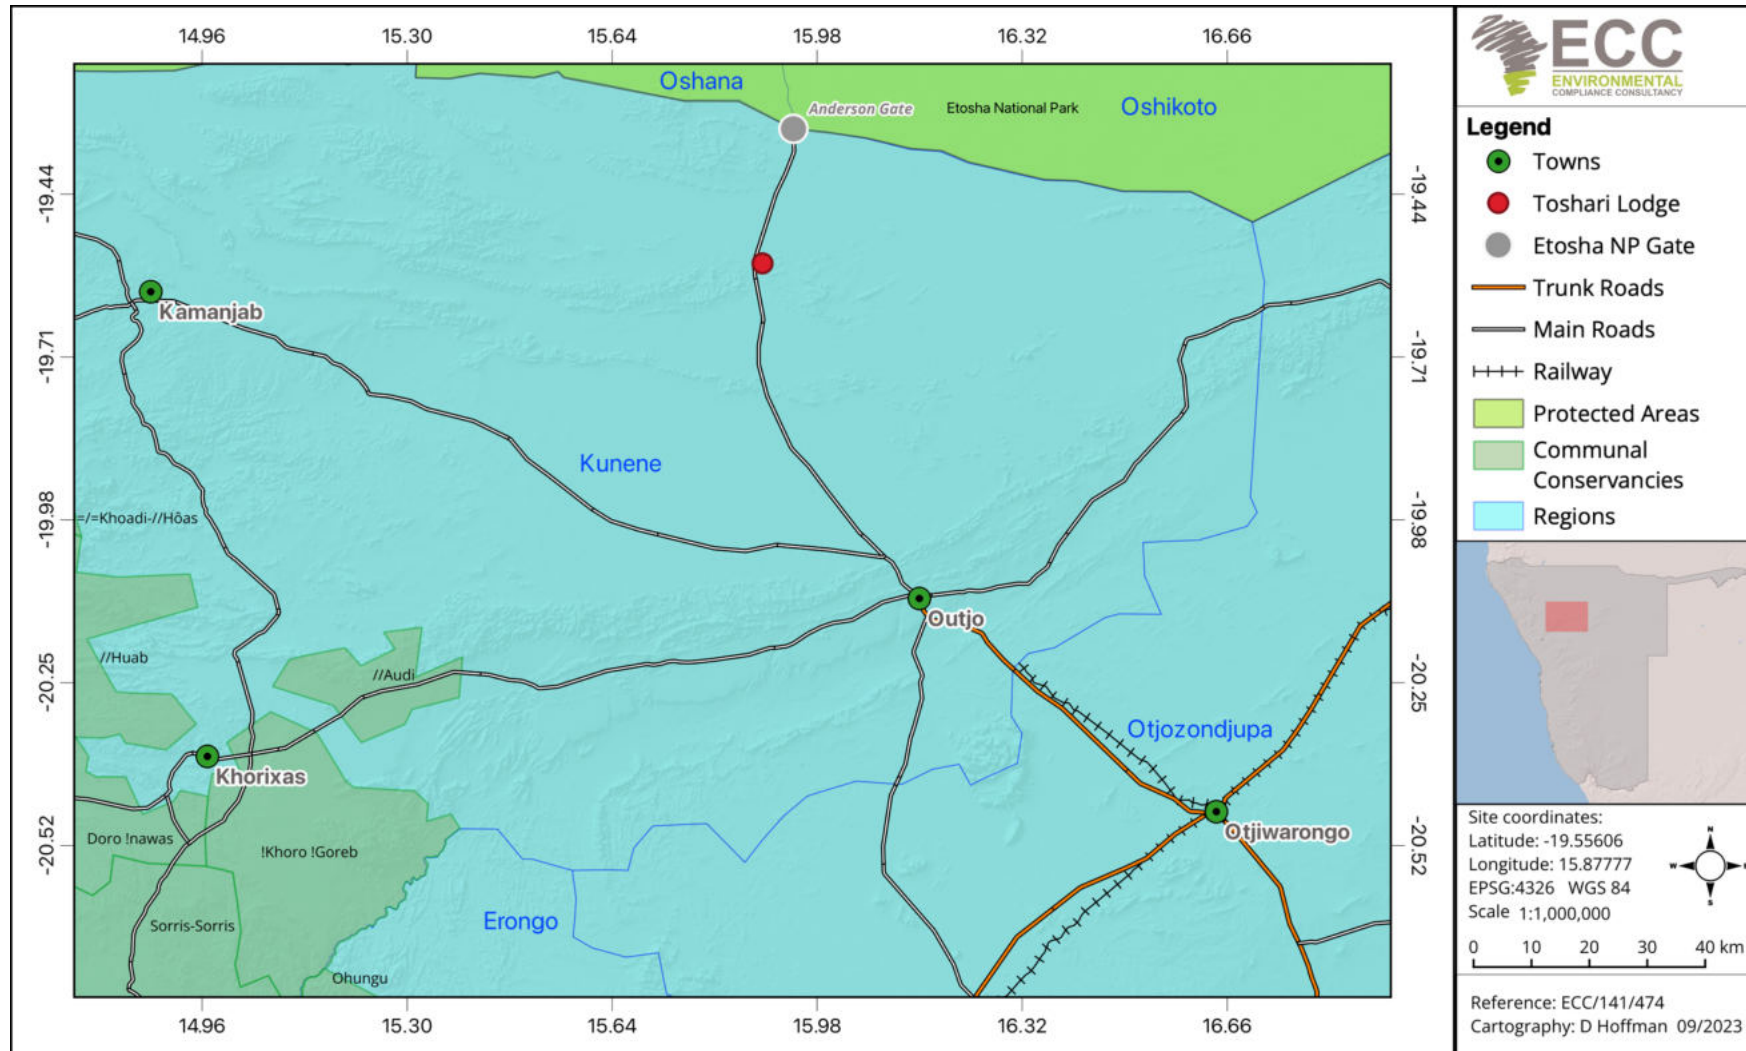 14.96 15.30 15.64 15.98 16.32 16.66
Oshana
Anderson Gate
Etosha National Park
Oshikoto
-19.44
-19.44
Kamanjab
-19.71
-19.71
Kunene
=/=Khoadi-//Hôas
-19.98
-19.98
Outjo
//Huab
//Audi
-20.25
-20.25
Otjozondjupa
Khorixas
Otjiwarongo
Doro !nawas
!Khoro !Goreb
-20.52
-20.52
Sorris-Sorris
Erongo
Ohungu
14.96 15.30 15.64 15.98 16.32 16.66
ECC
ENVIRONMENTAL
COMPLIANCE CONSULTANCY
Legend
Towns
Toshari Lodge
Etosha NP Gate
Trunk Roads
Main Roads
Railway
Protected Areas
Communal
Conservancies
Regions
Site coordinates:
Latitude: -19.55606
Longitude: 15.87777
EPSG:4326 WGS 84
Scale 1:1,000,000
N
W
S
0 10 20 30 40 km
Reference: ECC/141/474
Cartography: D Hoffman 09/2023